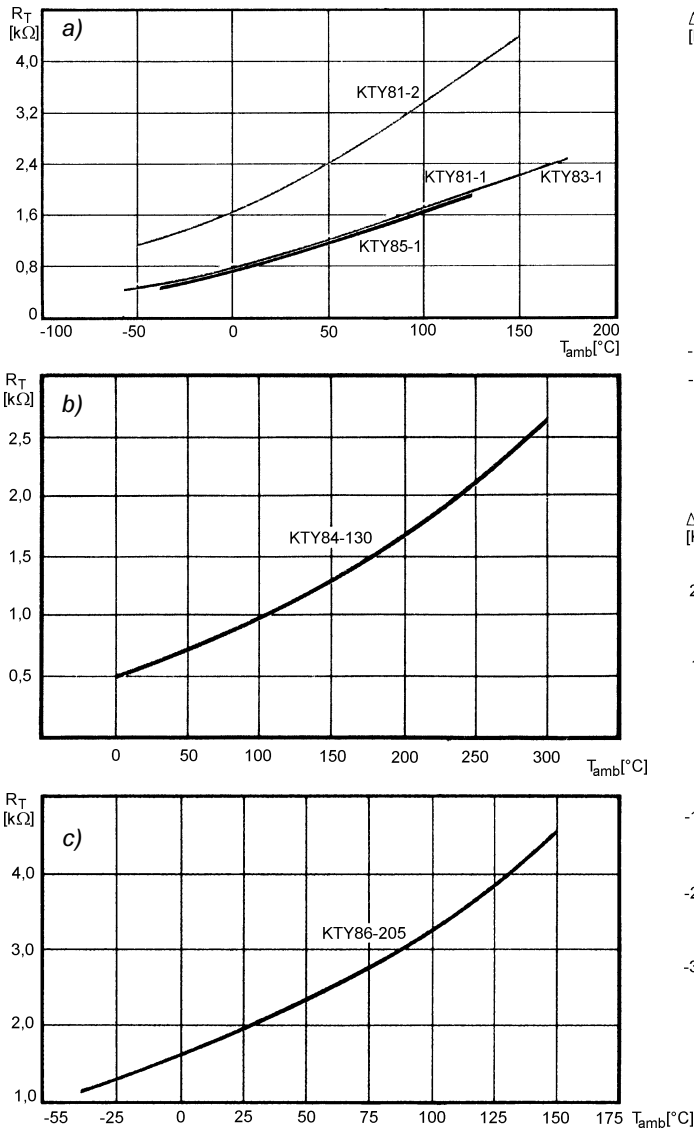 R_T
[kΩ]
a)
4,0
3,2
2,4
1,6
0,8
0
KTY81-2
KTY81-1
KTY83-1
KTY85-1
-100 -50 0 50 100 150 200
T_amb[°C]
R_T
[kΩ]
b)
2,5
2,0
1,5
1,0
0,5
KTY84-130
0 50 100 150 200 250 300
T_amb[°C]
R_T
[kΩ]
c)
4,0
3,0
2,0
1,0
KTY86-205
-55 -25 0 25 50 75 100 125 150 175 T_amb[°C]